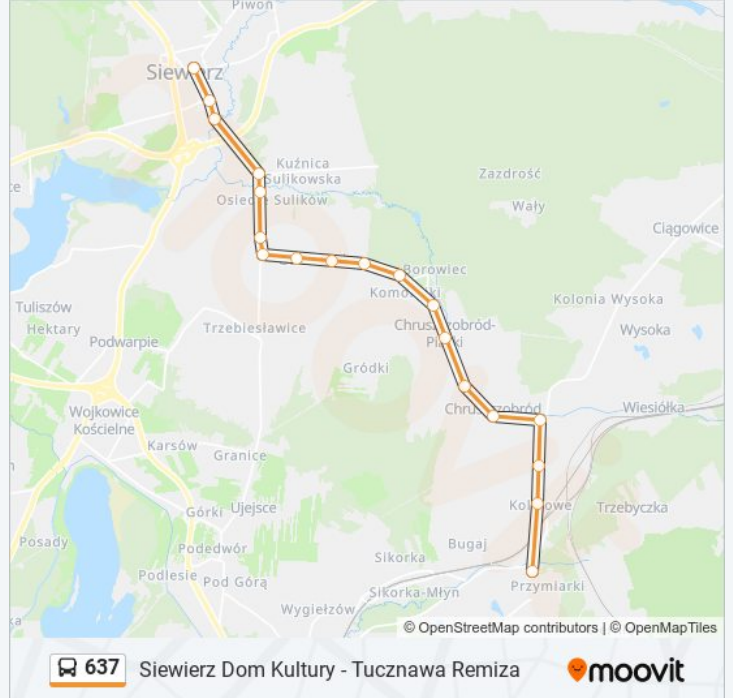 Piwoń
Siewierz
Kuźnica
Sulikowska
Zazdrość
ce
Osiedle Sulików
Wały
Ciągowice
Borowiec
Tuliszów
Kolonia Wysoka
Hektary
Trzebiesławice
Chruszczobród-
Wysoka
Podwarpie
Piaski
Gródki
Wojkowice
Kościelne
Chruszczobród
Wiesiółka
Karsów
Granice
Górki
Ujejsce
Trzebyczka
Posady
Podedwór
Bugaj
Sikorka
Podlesie
Pod Górą
Sikorka-Młyn
Przymiarki
Wygiełzów
ka
© OpenStreetMap contributors | © OpenMapTiles
637 Siewierz Dom Kultury - Tucznawa Remiza
moovit